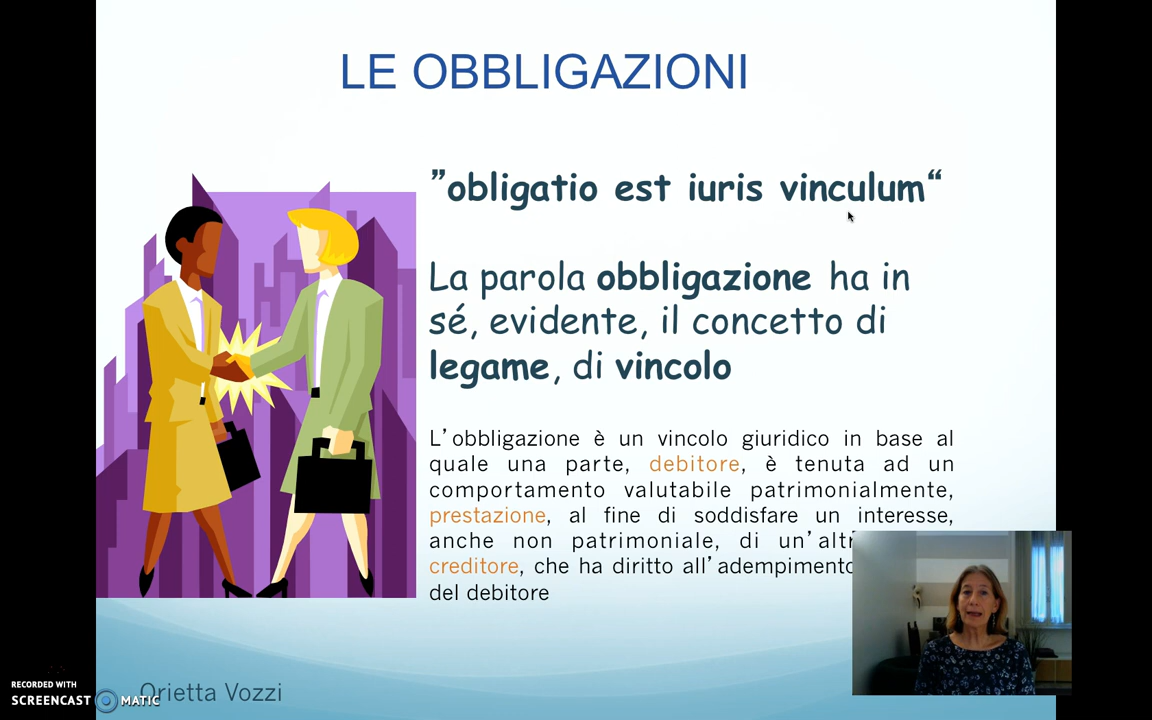 LE OBBLIGAZIONI
”obligatio est iuris vinculum“
La parola obbligazione ha in
sé, evidente, il concetto di
legame, di vincolo
L’obbligazione è un vincolo giuridico in base al
quale una parte, debitore, è tenuta ad un
comportamento valutabile patrimonialmente,
prestazione, al fine di soddisfare un interesse,
anche non patrimoniale, di
creditore, che ha diritto all’adempimento
del debitore
Orietta Vozzi
RECORDED WITH
SCREENCAST MATIC